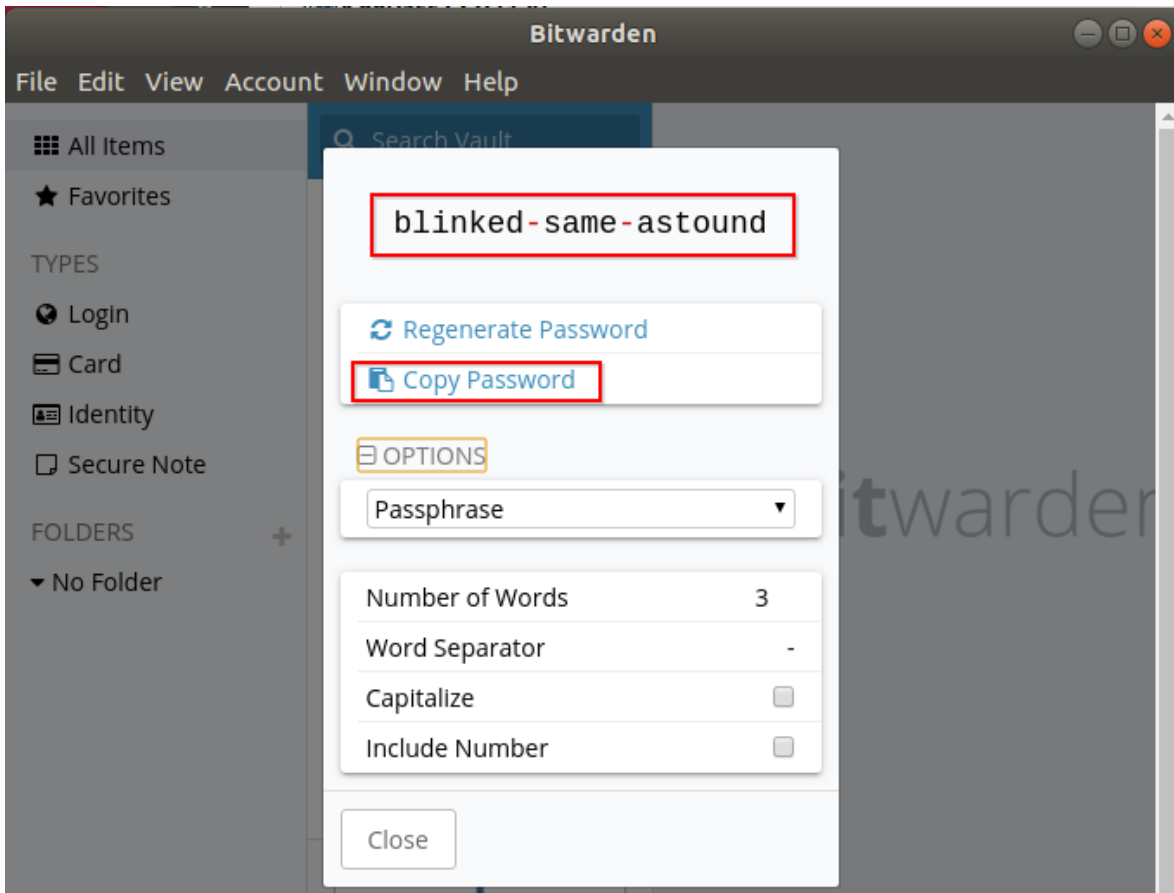 Bitwarden
File Edit View Account Window Help
All Items
Favorites
TYPES
Login
Card
Identity
Secure Note
FOLDERS
No Folder
Search Vault
blinked-same-astound
Regenerate Password
Copy Password
OPTIONS
Passphrase
Number of Words 3
Word Separator -
Capitalize
Include Number
Close
itwarden